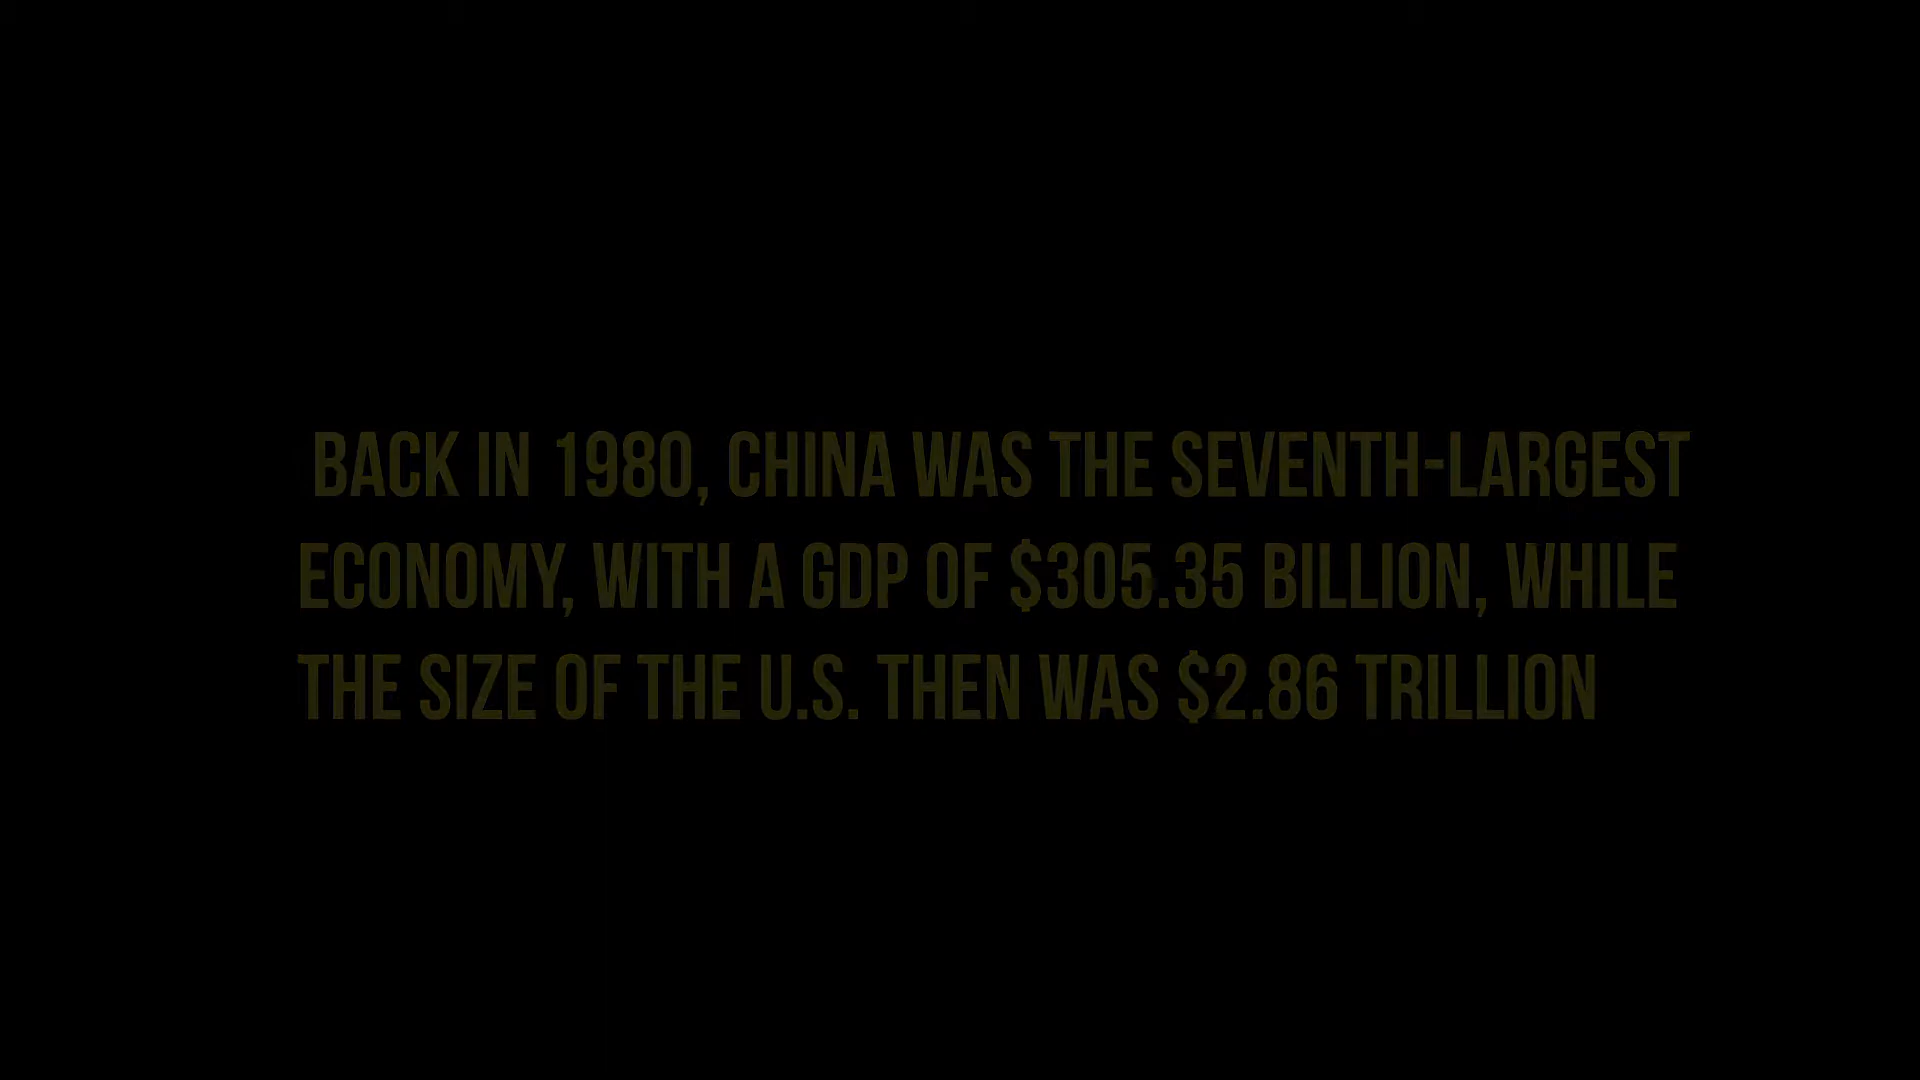 BACK IN 1980, CHINA WAS THE SEVENTH-LARGEST
ECONOMY, WITH A GDP OF $305.35 BILLION, WHILE
THE SIZE OF THE U.S. THEN WAS $2.86 TRILLION